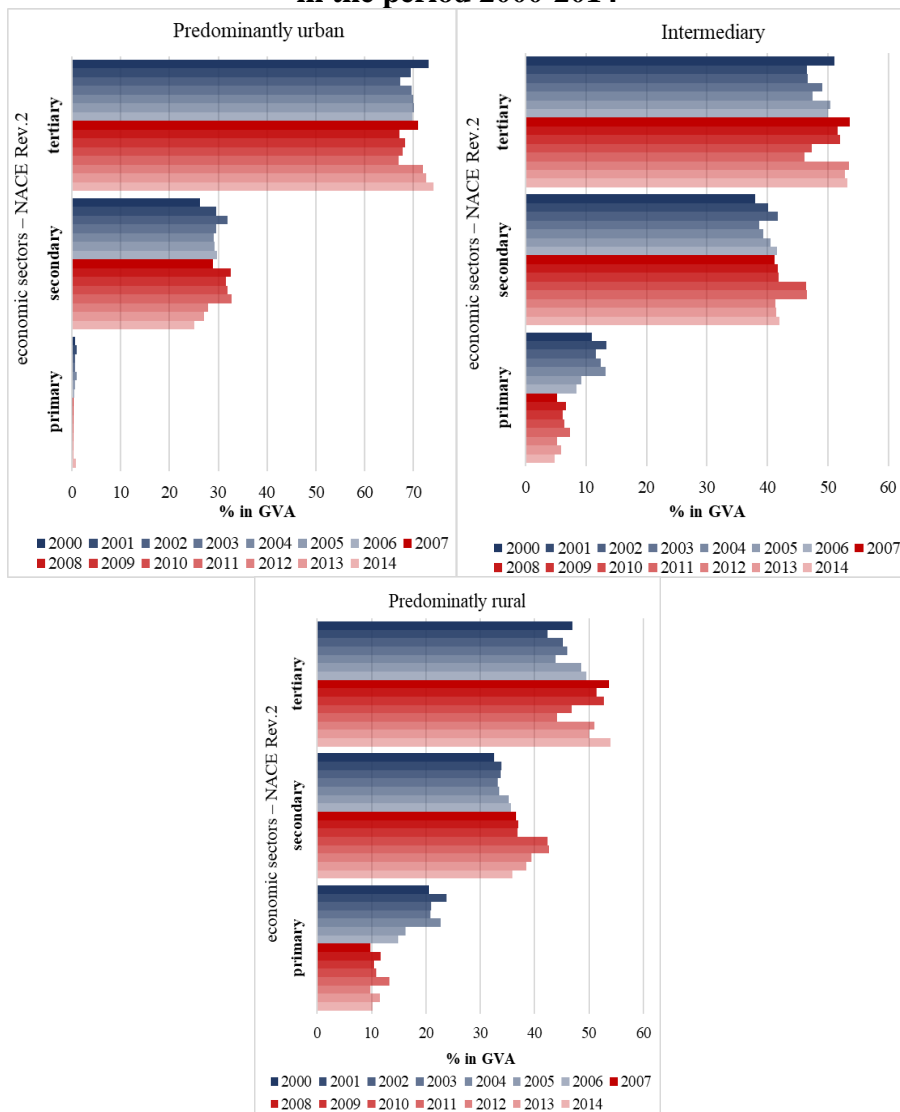 in the period 2000-2014
Predominantly urban
economic sectors – NACE Rev.2
tertiary
secondary
primary
0 10 20 30 40 50 60 70
% in GVA
2000 2001 2002 2003 2004 2005 2006 2007
2008 2009 2010 2011 2012 2013 2014
Intermediary
economic sectors – NACE Rev.2
tertiary
secondary
primary
0 10 20 30 40 50 60
% in GVA
2000 2001 2002 2003 2004 2005 2006 2007
2008 2009 2010 2011 2012 2013 2014
Predominatly rural
economic sectors – NACE Rev.2
tertiary
secondary
primary
0 10 20 30 40 50 60
% in GVA
2000 2001 2002 2003 2004 2005 2006 2007
2008 2009 2010 2011 2012 2013 2014